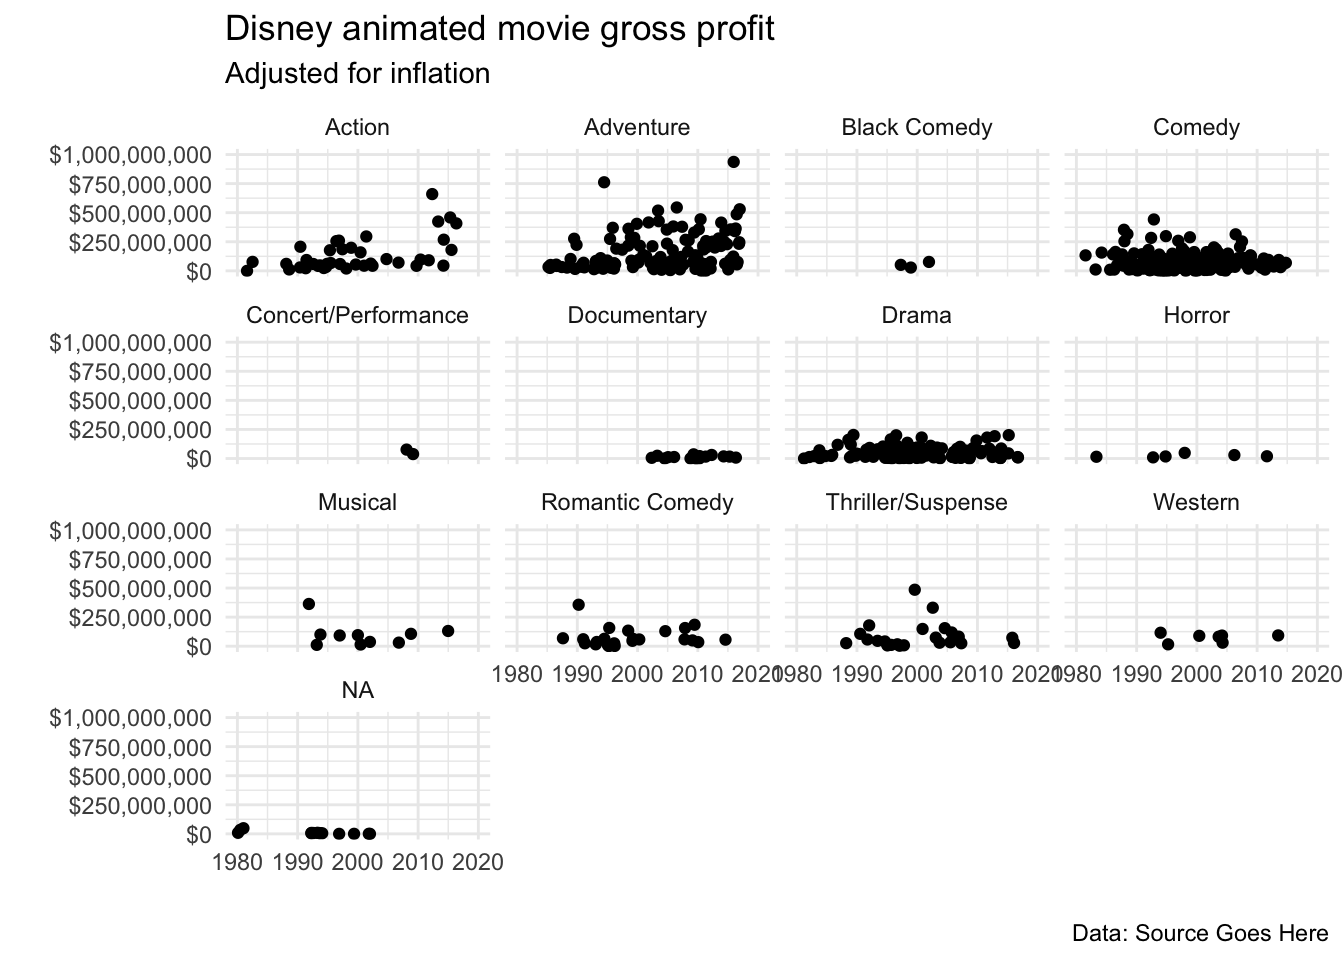 Disney animated movie gross profit
Adjusted for inflation
Action Adventure Black Comedy Comedy
$1,000,000,000
$750,000,000
$500,000,000
$250,000,000
$0
Concert/Performance Documentary Drama Horror
$1,000,000,000
$750,000,000
$500,000,000
$250,000,000
$0
Musical Romantic Comedy Thriller/Suspense Western
$1,000,000,000
$750,000,000
$500,000,000
$250,000,000
$0
1980 1990 2000 2010 2020 1980 1990 2000 2010 2020 1980 1990 2000 2010 2020
NA
$1,000,000,000
$750,000,000
$500,000,000
$250,000,000
$0
1980 1990 2000 2010 2020
Data: Source Goes Here